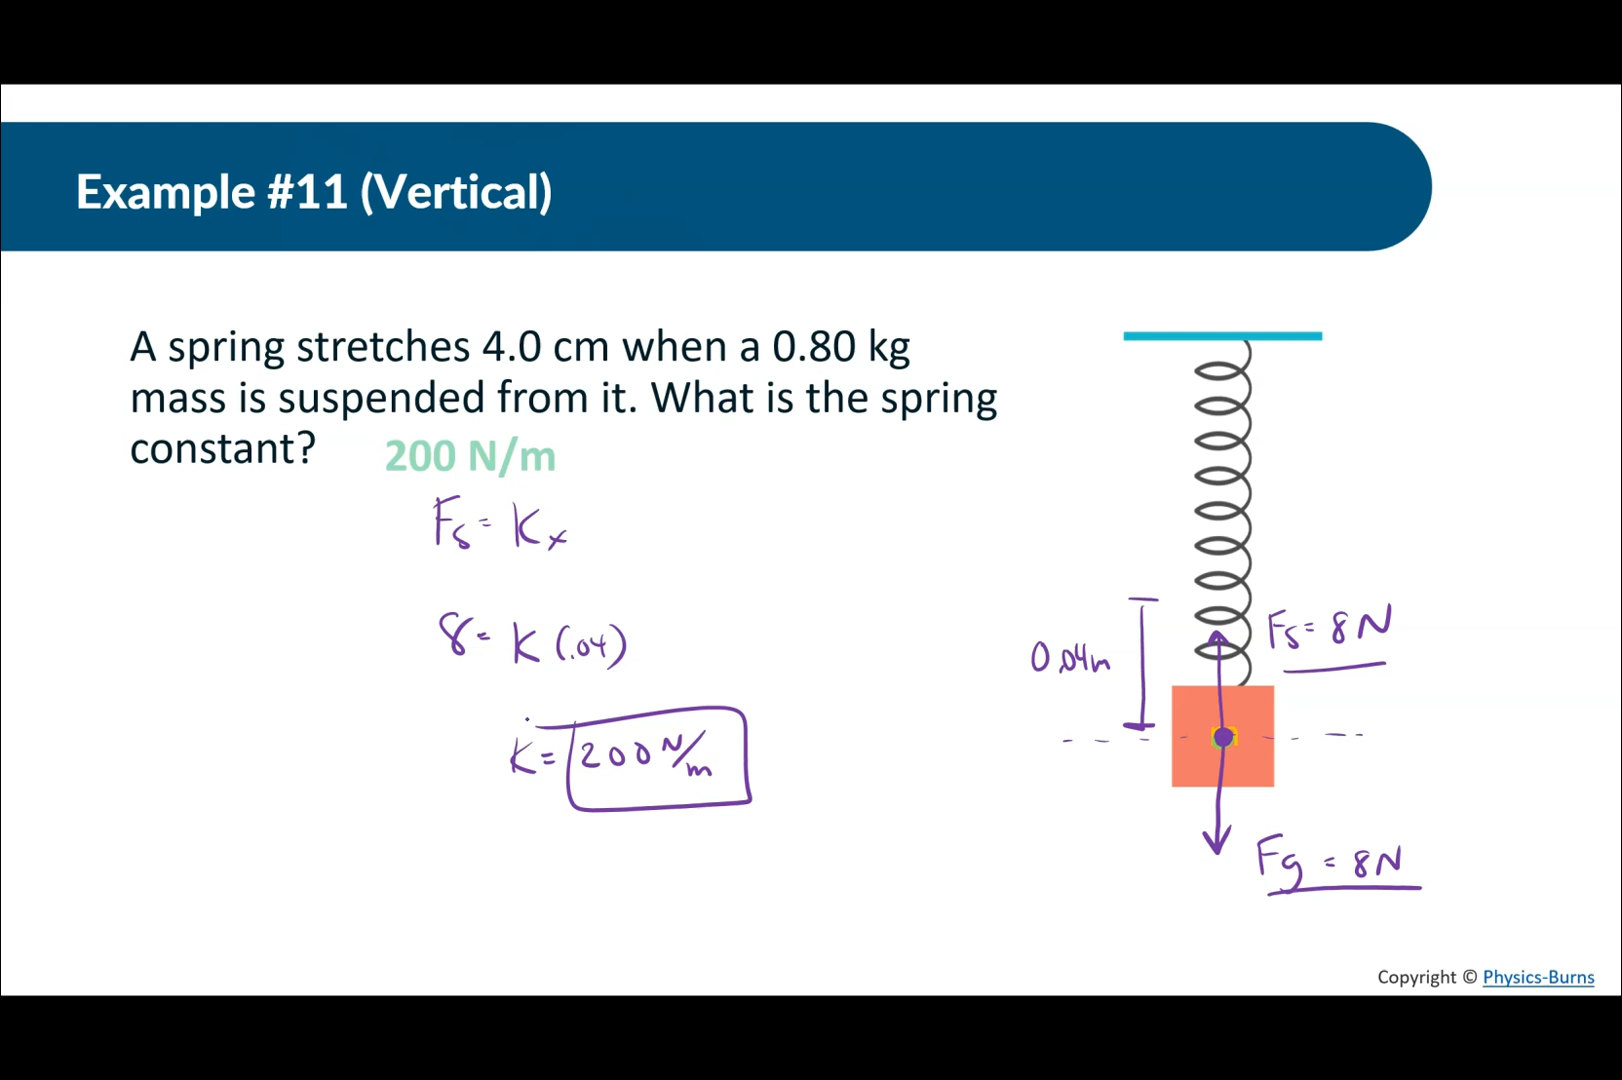 Example #11 (Vertical)
A spring stretches 4.0 cm when a 0.80 kg
mass is suspended from it. What is the spring
constant? 200 N/m
Fs = Kx
8 = K (.04)
K = 200 N/m
0.04m
Fs = 8N
Fg = 8N
Copyright © Physics-Burns